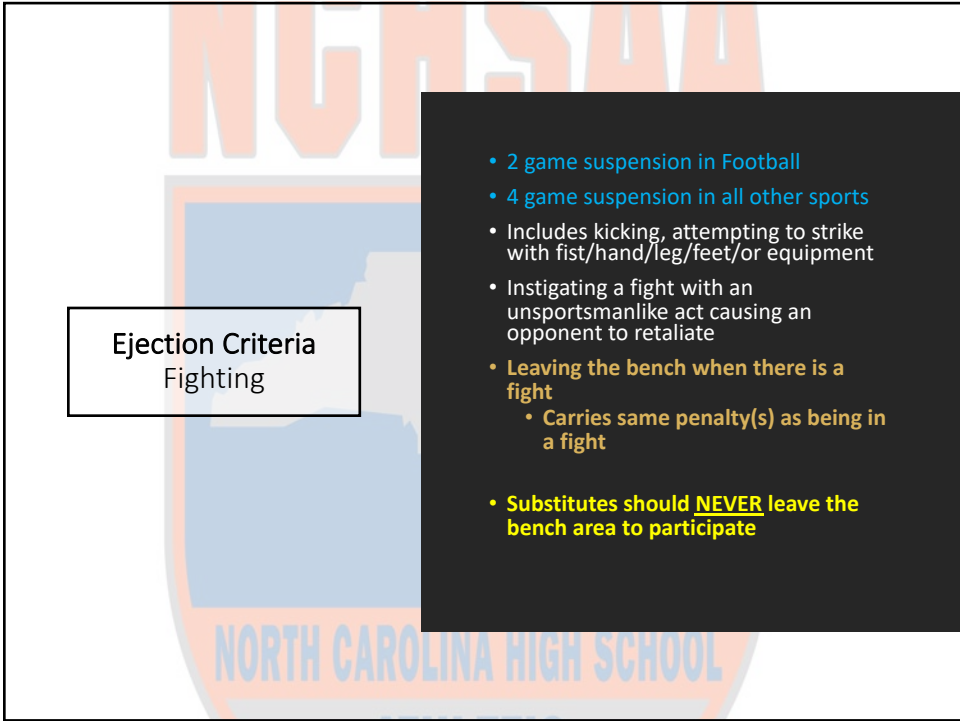 NCHSAA
Ejection Criteria
Fighting
• 2 game suspension in Football
• 4 game suspension in all other sports
• Includes kicking, attempting to strike
with fist/hand/leg/feet/or equipment
• Instigating a fight with an
unsportsmanlike act causing an
opponent to retaliate
• Leaving the bench when there is a
fight
• Carries same penalty(s) as being in
a fight
• Substitutes should NEVER leave the
bench area to participate
NORTH CAROLINA HIGH SCHOOL